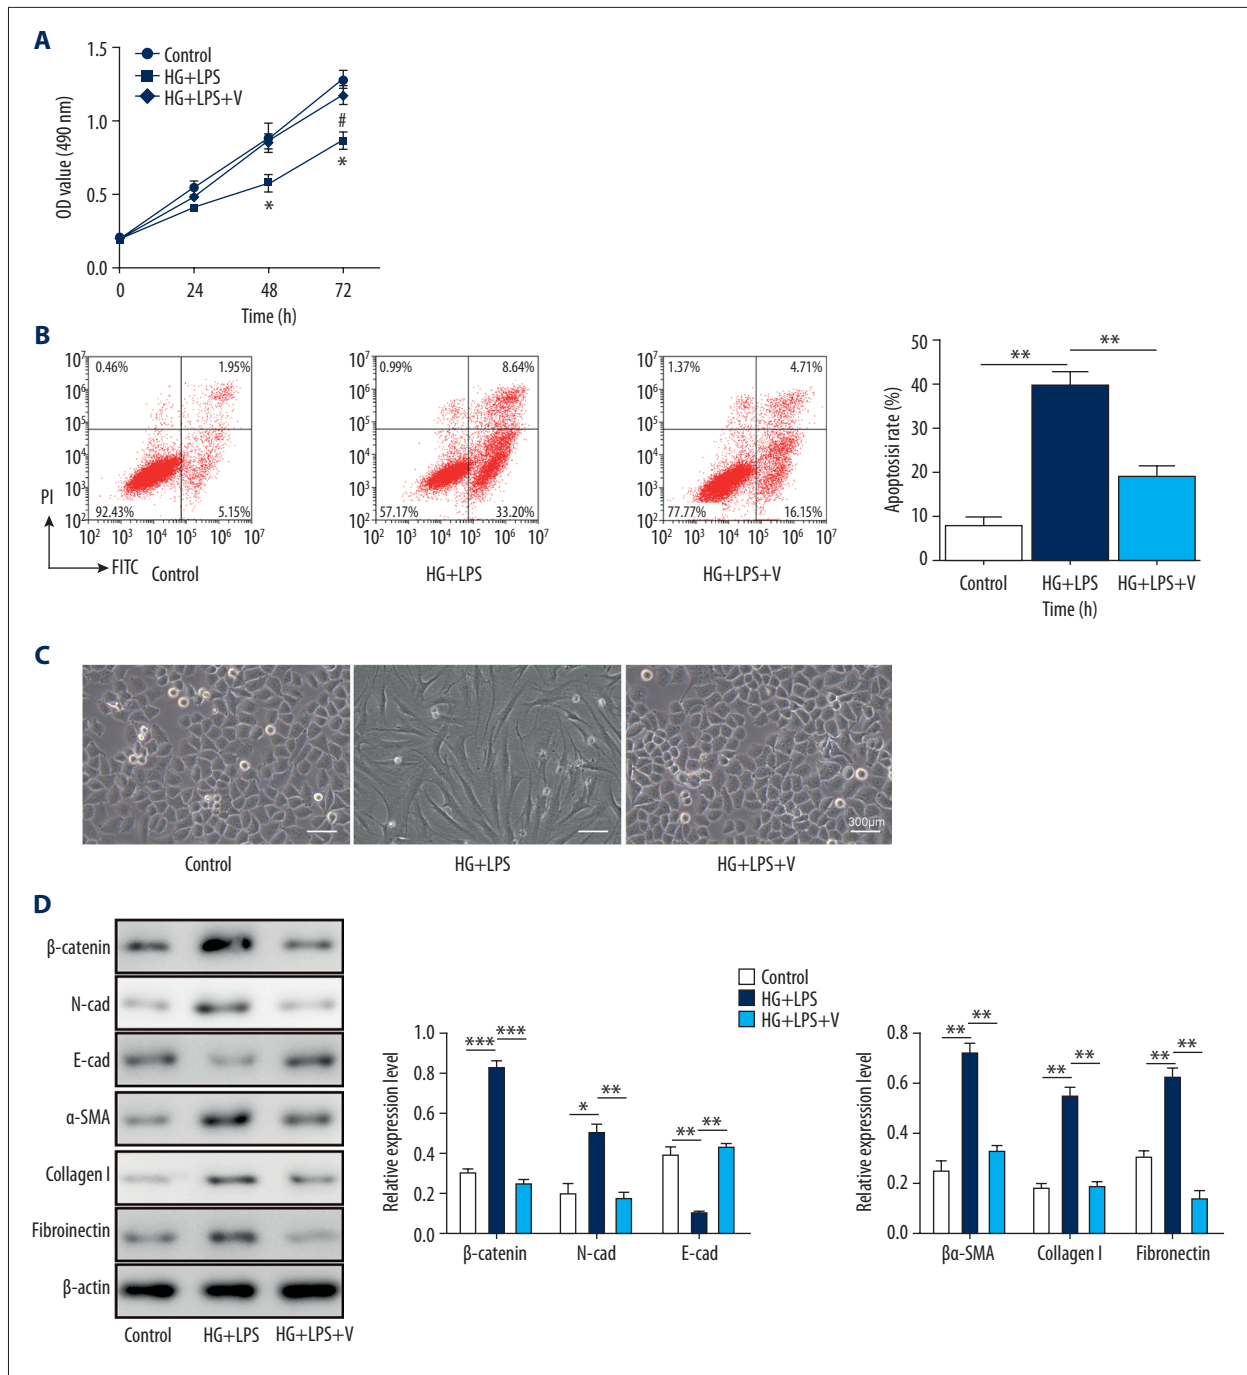 A
1.5
1.0
0.5
0.0
OD value (490 nm)
Control
HG+LPS
HG+LPS+V
#
*
*
0 24 48 72
Time (h)
B
10⁷
10⁶
10⁵
10⁴
10³
10²
0.46% 1.95%
92.43% 5.15%
10² 10³ 10⁴ 10⁵ 10⁶ 10⁷
PI
FITC
Control
10⁷
10⁶
10⁵
10⁴
10³
10²
0.99% 8.64%
57.17% 33.20%
10² 10³ 10⁴ 10⁵ 10⁶ 10⁷
HG+LPS
10⁷
10⁶
10⁵
10⁴
10³
10²
1.37% 4.71%
77.77% 16.15%
10² 10³ 10⁴ 10⁵ 10⁶ 10⁷
HG+LPS+V
50
40
30
20
10
0
Apoptosisi rate (%)
** **
Control HG+LPS HG+LPS+V
Time (h)
C
300µm
Control HG+LPS HG+LPS+V
D
β-catenin
N-cad
E-cad
α-SMA
Collagen I
Fibroinectin
β-actin
Control HG+LPS HG+LPS+V
Control
HG+LPS
HG+LPS+V
1.0
0.8
0.6
0.4
0.2
0.0
Relative expression level
*** ***
* **
** **
β-catenin N-cad E-cad
0.8
0.6
0.4
0.2
0.0
Relative expression level
** **
** **
** **
βα-SMA Collagen I Fibronectin